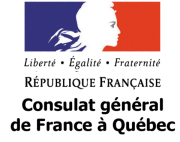 Liberté • Égalité • Fraternité
RÉPUBLIQUE FRANÇAISE
Consulat général
de France à Québec